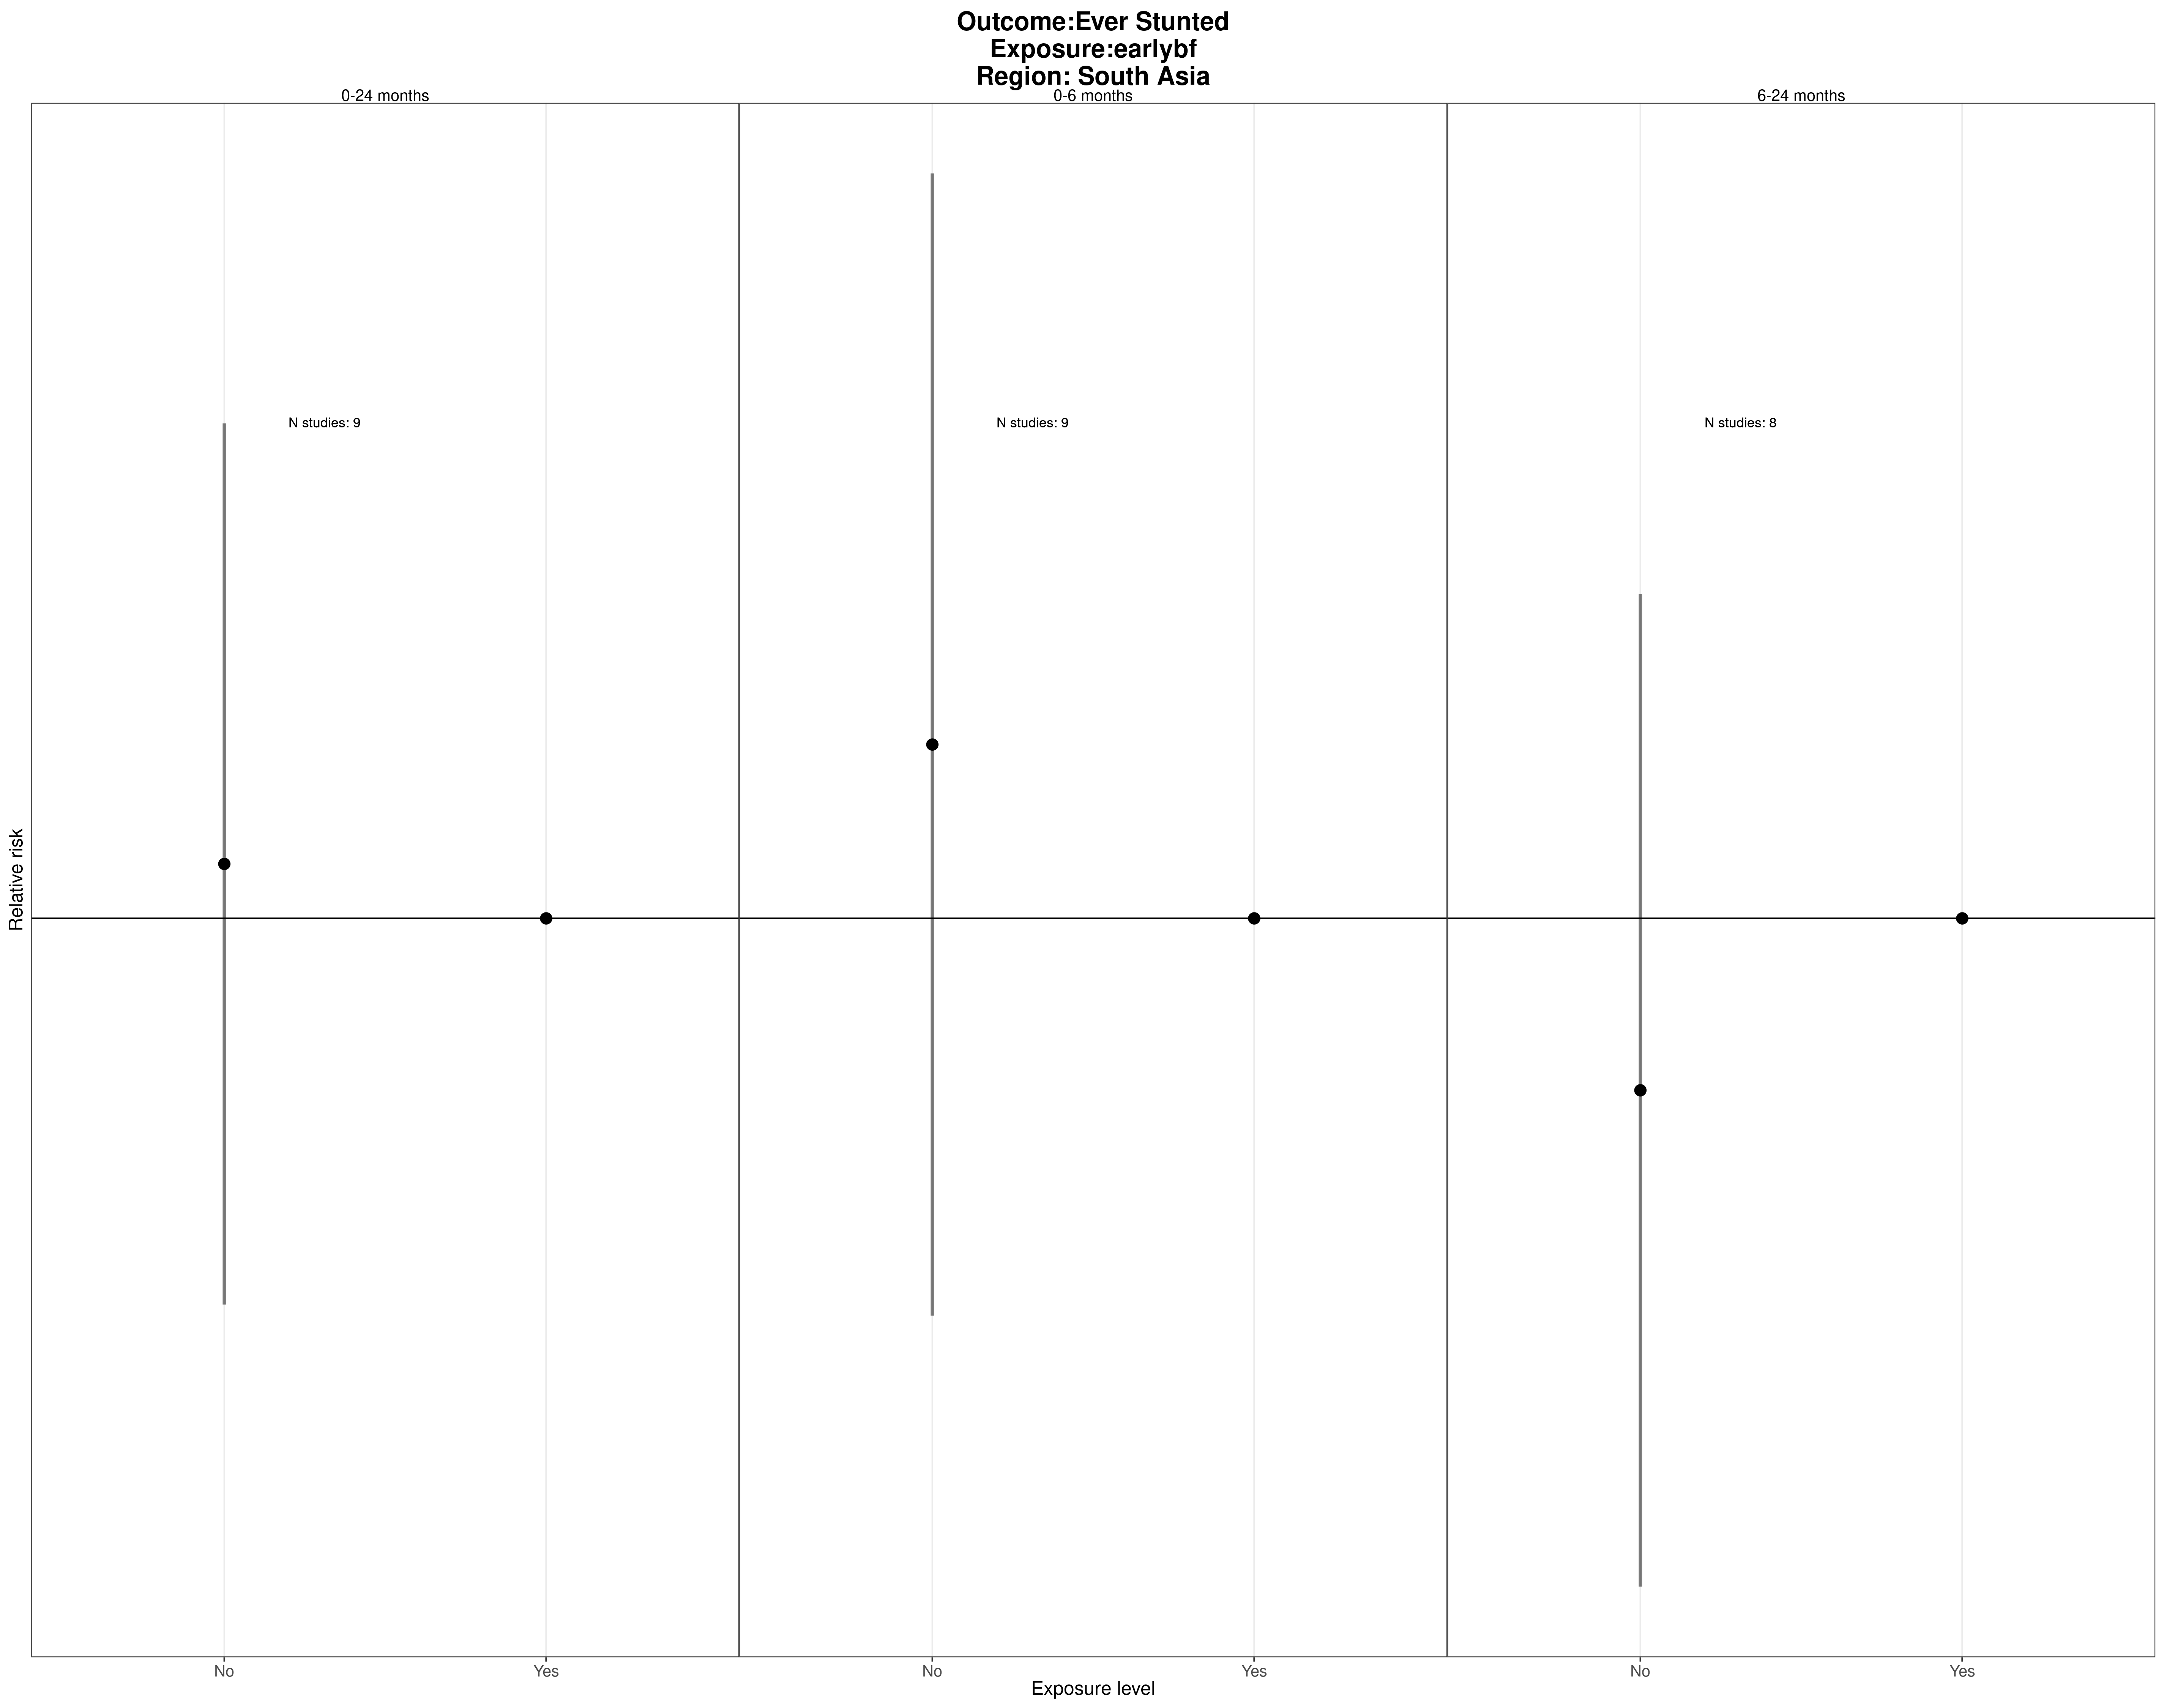 Outcome:Ever Stunted
Exposure:earlybf
Region: South Asia
0-24 months
0-6 months
6-24 months
N studies: 9
N studies: 9
N studies: 8
Relative risk
No
Yes
No
Yes
No
Yes
Exposure level